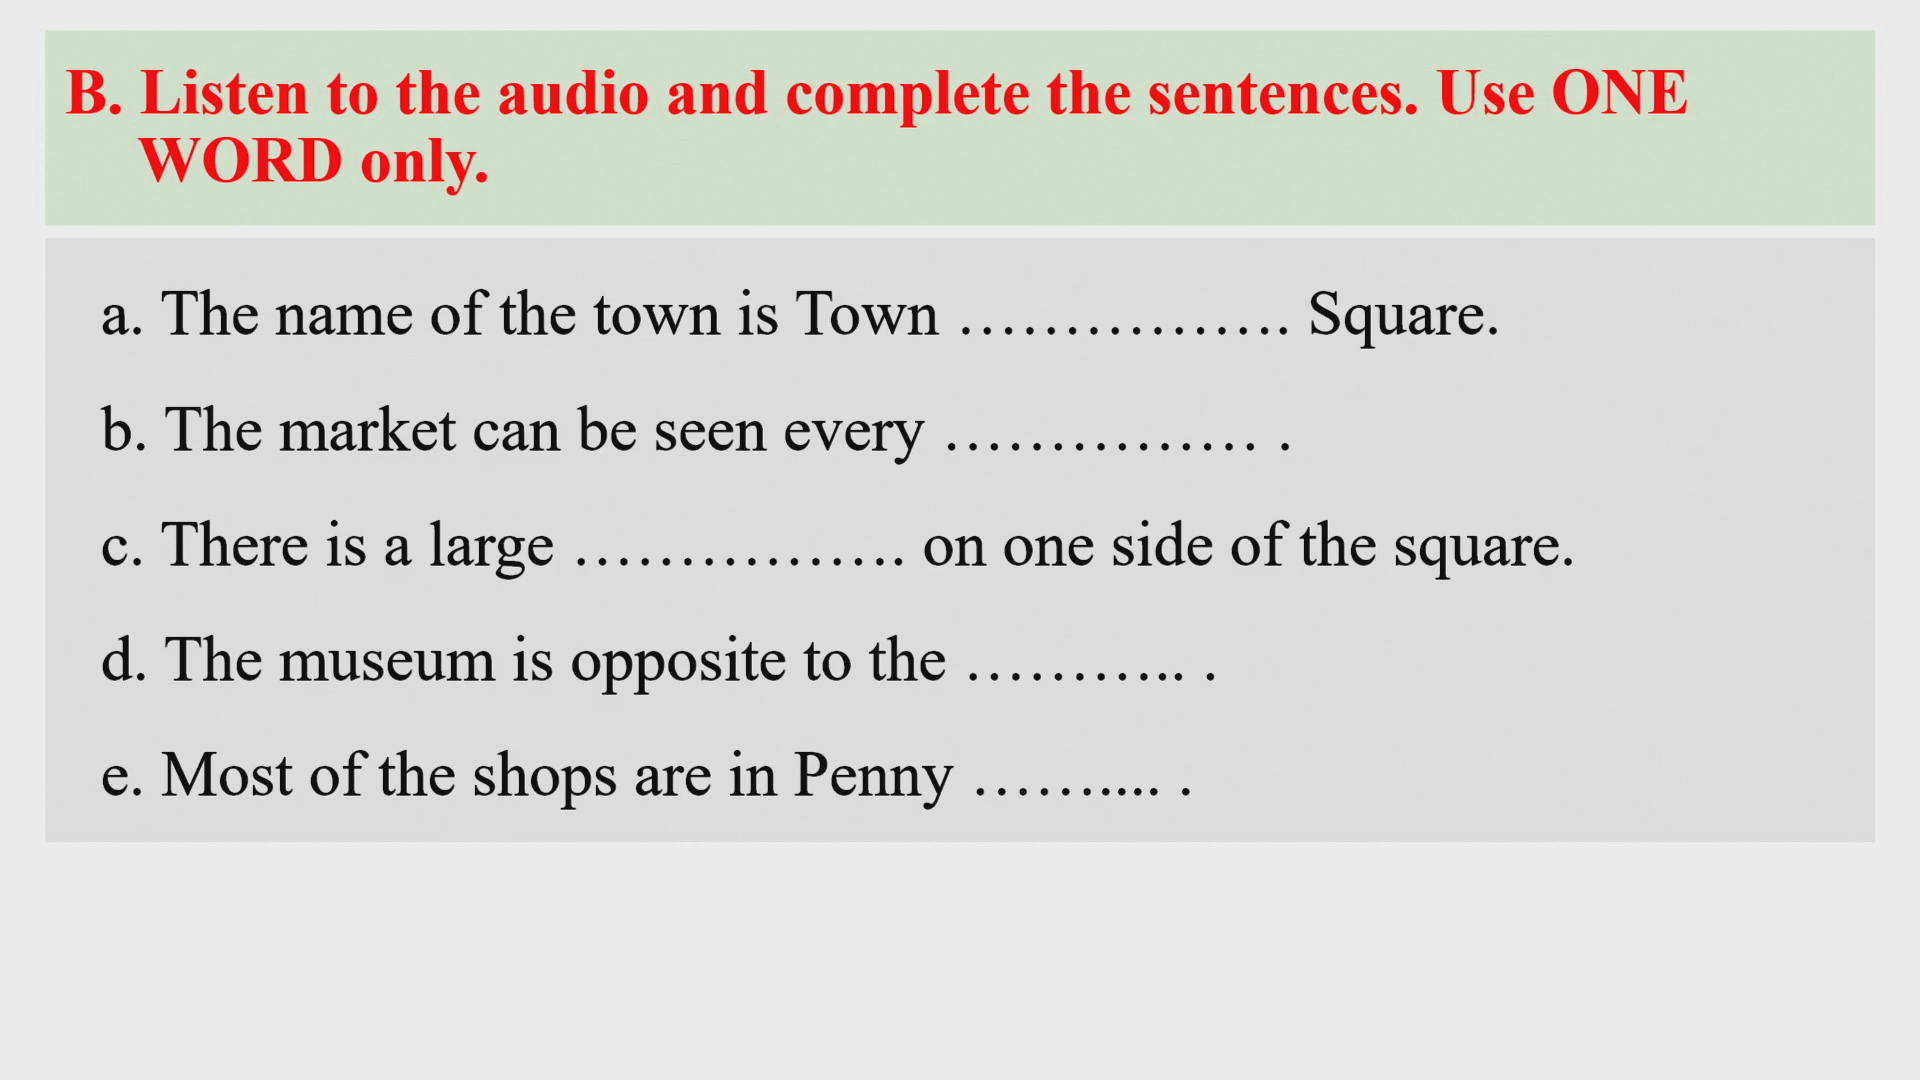 B. Listen to the audio and complete the sentences. Use ONE
WORD only.
a. The name of the town is Town ……………. Square.
b. The market can be seen every …………… .
c. There is a large ……………. on one side of the square.
d. The museum is opposite to the ……….. .
e. Most of the shops are in Penny …….... .